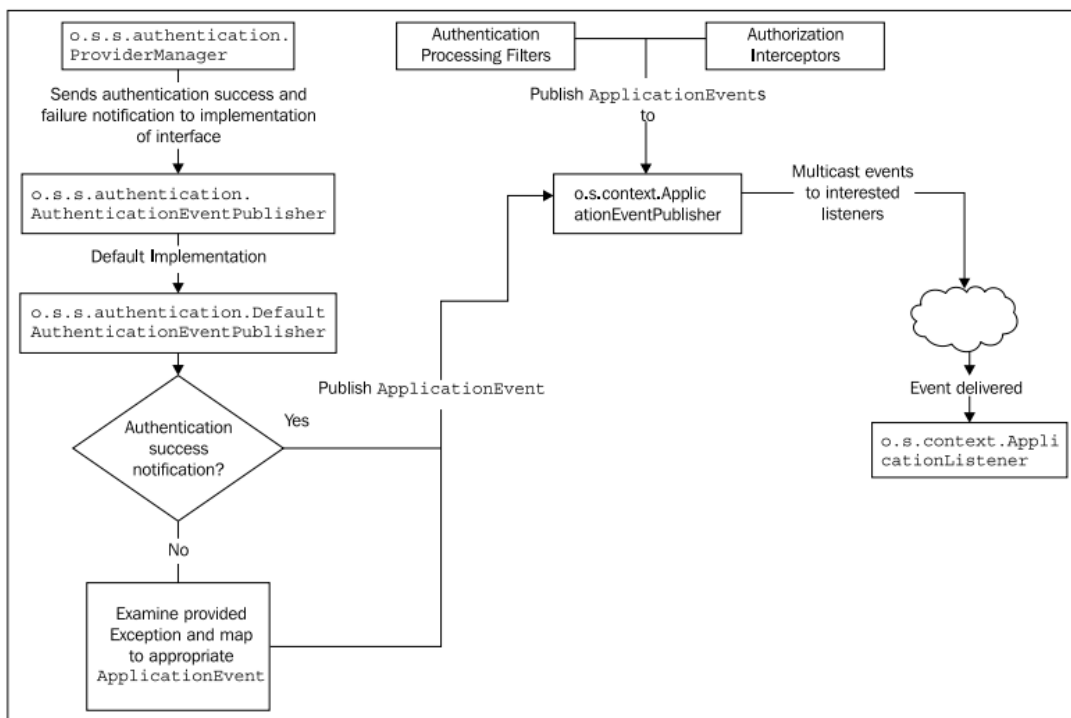 o.s.s.authentication.
ProviderManager
Sends authentication success and
failure notification to implementation
of interface
o.s.s.authentication.
AuthenticationEventPublisher
Default Implementation
o.s.s.authentication.Default
AuthenticationEventPublisher
Authentication
success
notification?
Yes
No
Examine provided
Exception and map
to appropriate
ApplicationEvent
Publish ApplicationEvent
Authentication
Processing Filters
Authorization
Interceptors
Publish ApplicationEvents
to
o.s.context.Applic
ationEventPublisher
Multicast events
to interested
listeners
Event delivered
o.s.context.Appli
cationListener